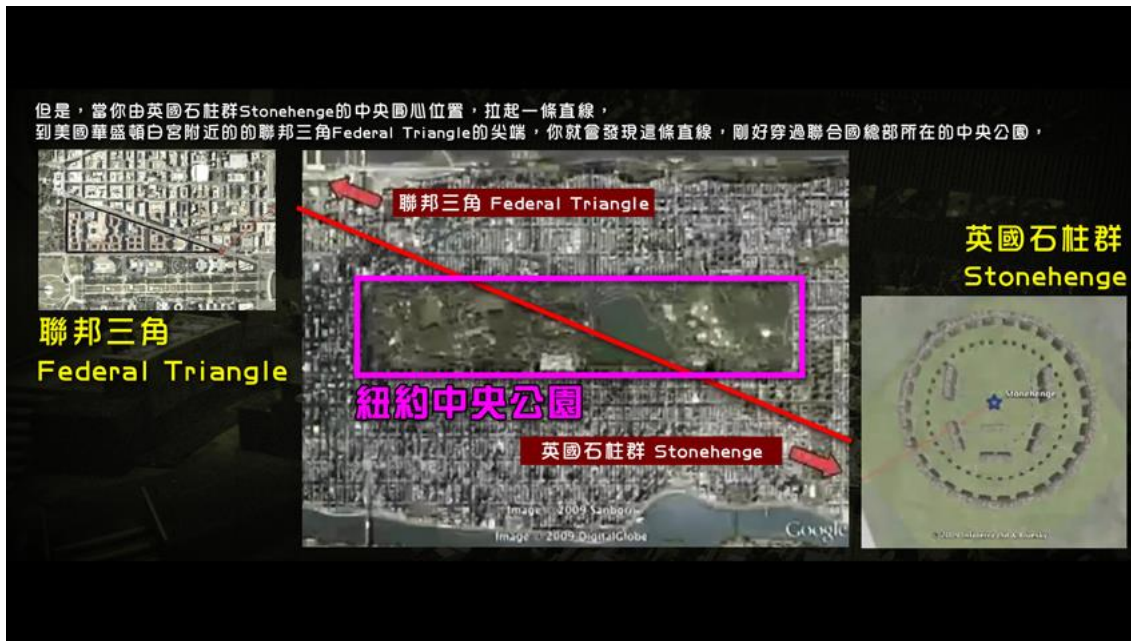 但是，當你由英國石柱群Stonehenge的中央圓心位置，拉起一條直線，
到美國華盛頓白宮附近的的聯邦三角Federal Triangle的尖端，你就會發現這條直線，剛好穿過聯合國總部所在的中央公園，
聯邦三角 Federal Triangle
英國石柱群
Stonehenge
聯邦三角
Federal Triangle
紐約中央公園
Stonehenge
英國石柱群 Stonehenge
Image © 2009 Sanborn
Image © 2009 DigitalGlobe
Google